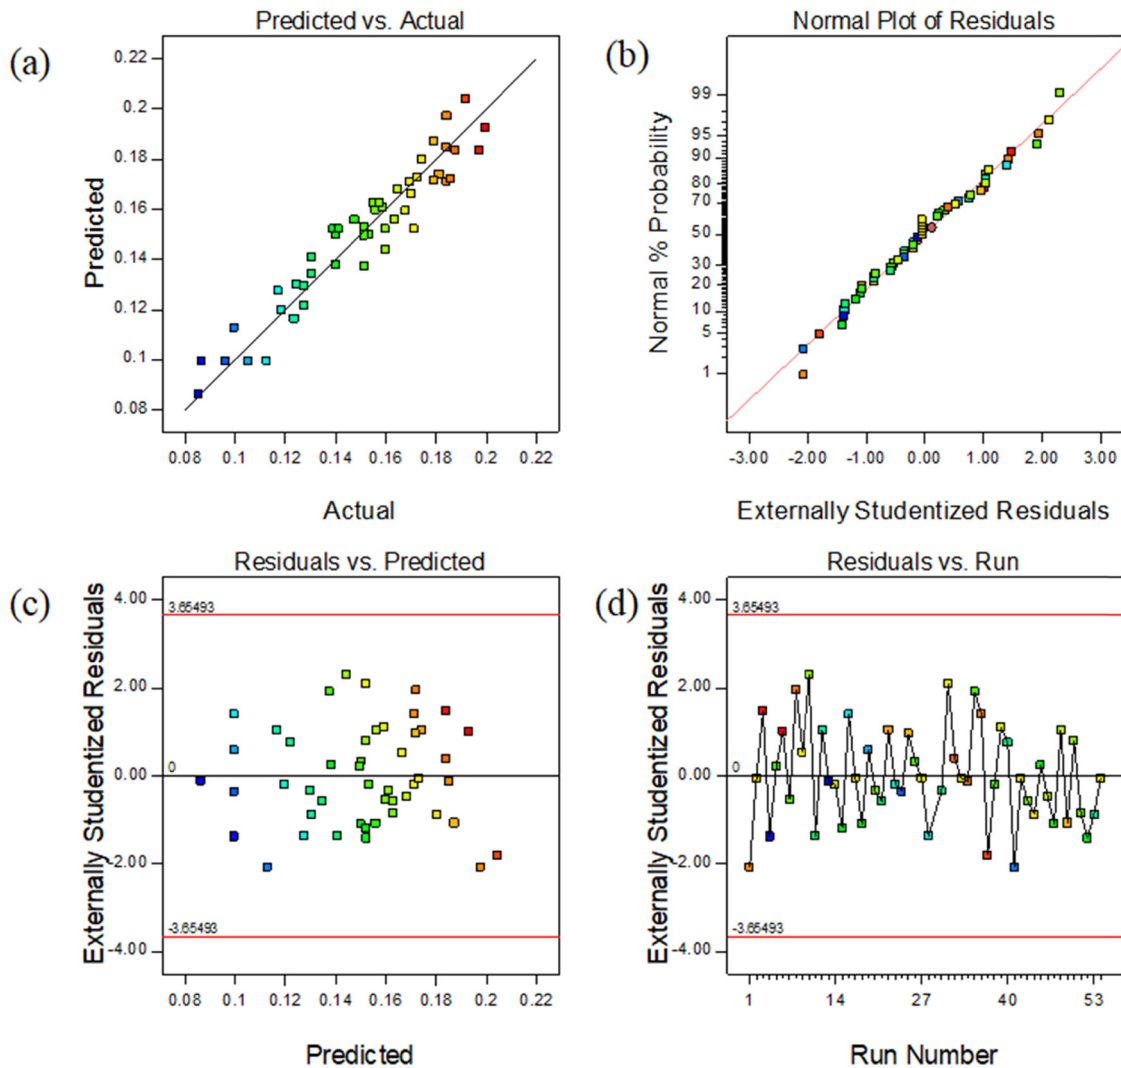 (a)
Predicted vs. Actual
Predicted
0.22
0.2
0.18
0.16
0.14
0.12
0.1
0.08
0.08 0.1 0.12 0.14 0.16 0.18 0.2 0.22
Actual
(b)
Normal Plot of Residuals
Normal % Probability
99
95
90
80
70
50
30
20
10
5
1
-3.00 -2.00 -1.00 0.00 1.00 2.00 3.00
Externally Studentized Residuals
(c)
Residuals vs. Predicted
Externally Studentized Residuals
4.00
3.65493
2.00
0
0.00
-2.00
-3.65493
-4.00
0.08 0.1 0.12 0.14 0.16 0.18 0.2 0.22
Predicted
(d)
Residuals vs. Run
Externally Studentized Residuals
4.00
3.65493
2.00
0
0.00
-2.00
-3.65493
-4.00
1 14 27 40 53
Run Number